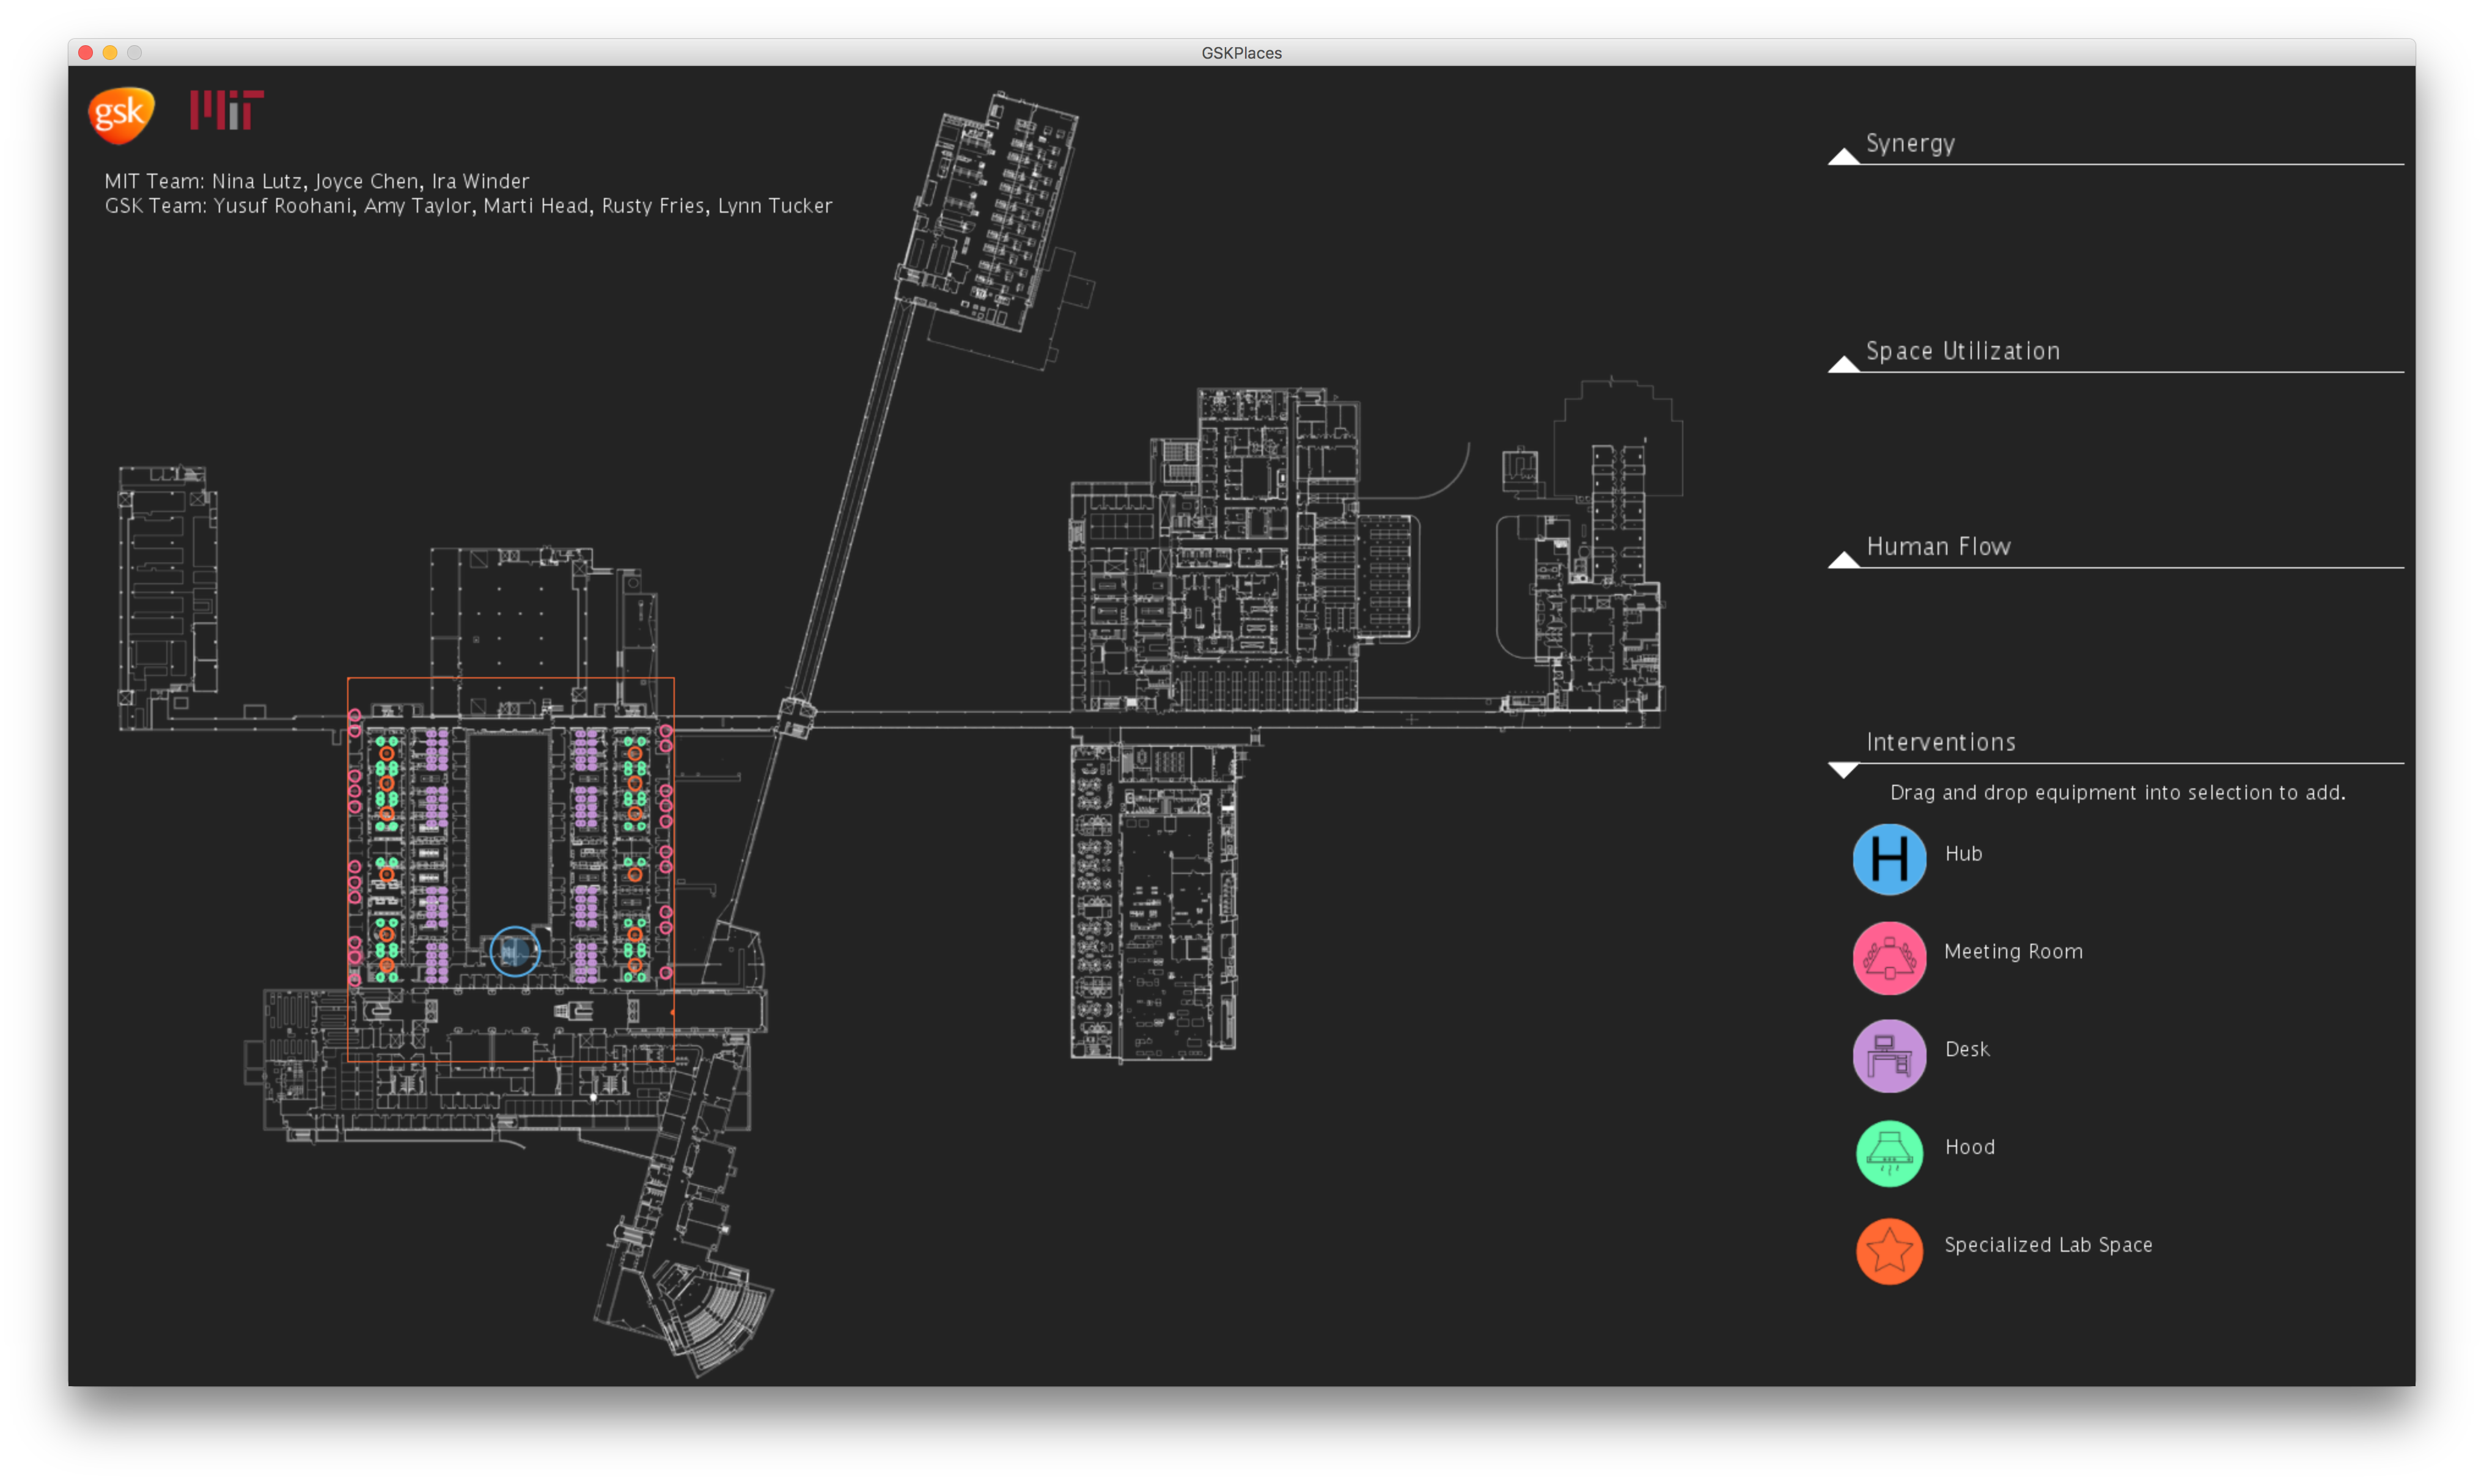 GSKPlaces
gsk
MIT
MIT Team: Nina Lutz, Joyce Chen, Ira Winder
GSK Team: Yusuf Roohani, Amy Taylor, Marti Head, Rusty Fries, Lynn Tucker
Synergy
Space Utilization
Human Flow
Interventions
Drag and drop equipment into selection to add.
H
Hub
Meeting Room
Desk
Hood
Specialized Lab Space